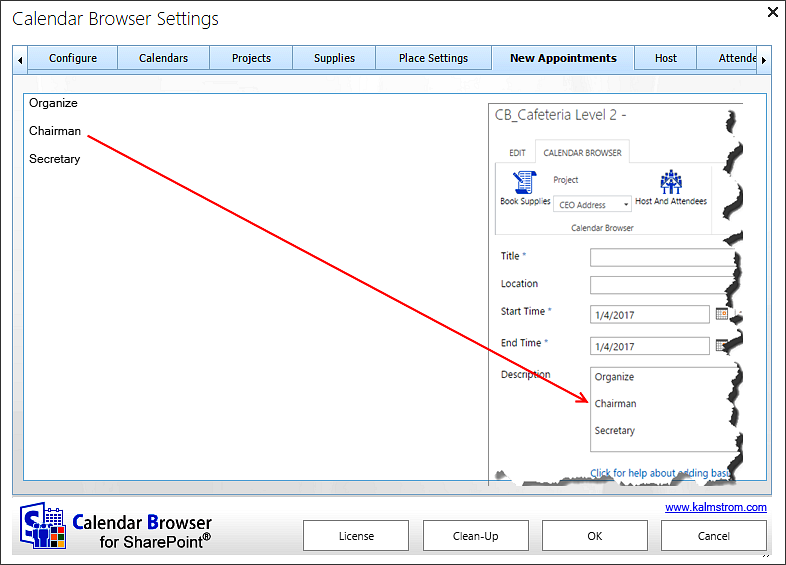 Calendar Browser Settings
Configure Calendars Projects Supplies Place Settings New Appointments Host Attende
Organize
Chairman
Secretary
CB_Cafeteria Level 2 -
EDIT CALENDAR BROWSER
Project
Book Supplies CEO Address Host And Attendees
Calendar Browser
Title *
Location
Start Time * 1/4/2017
End Time * 1/4/2017
Description Organize
Chairman
Secretary
Click for help about adding basi
www.kalmstrom.com
Calendar Browser
for SharePoint®
License Clean-Up OK Cancel